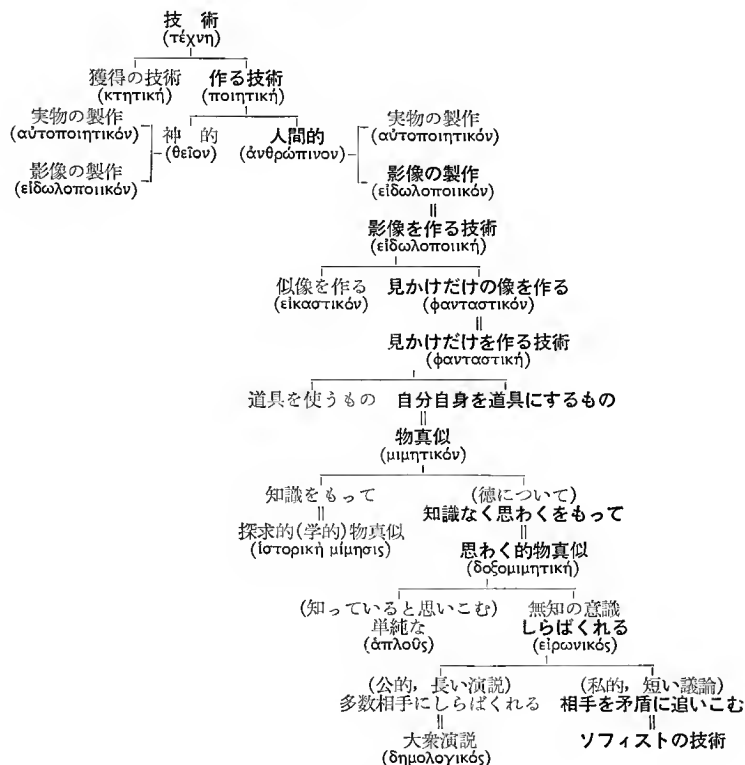 技　術
(τέχνη)
獲得の技術　作る技術
(κτητική)　(ποιητική)
実物の製作　実物の製作
(αὐτοποιητικόν)　神 的　人間的　(αὐτοποιητικόν)
(θεῖον)　(ἀνθρώπινον)
影像の製作　影像の製作
(εἰδωλοποιικόν)　(εἰδωλοποιικόν)
||
影像を作る技術
(εἰδωλοποιική)
似像を作る　見かけだけの像を作る
(εἰκαστικόν)　(φανταστικόν)
||
見かけだけを作る技術
(φανταστική)
道具を使うもの　自分自身を道具にするもの
||
物真似
(μιμητικόν)
知識をもって　(徳について)
||　知識なく思わくをもって
探求的(学的)物真似　||
(ἱστορικὴ μίμησις)　思わく的物真似
(δοξομιμητική)
(知っていると思いこむ)　無知の意識
単純な　しらばくれる
(ἁπλοῦς)　(εἰρωνικός)
(公的，長い演説)　(私的，短い議論)
多数相手にしらばくれる　相手を矛盾に追いこむ
||　||
大衆演説　ソフィストの技術
(δημολογικός)